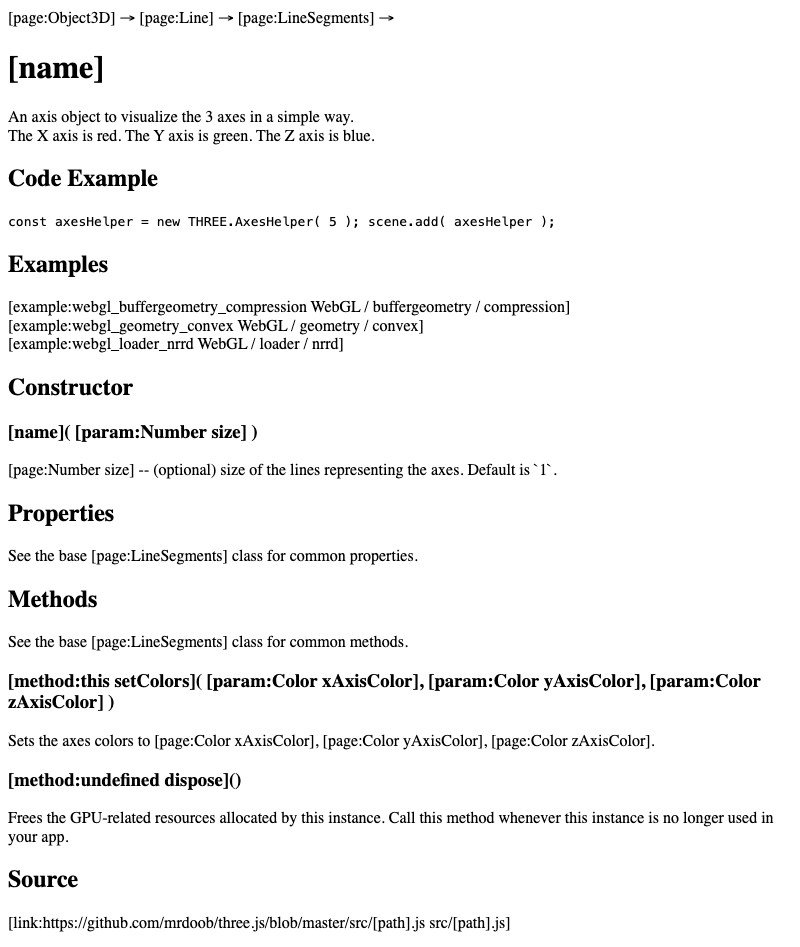 [page:Object3D] → [page:Line] → [page:LineSegments] →
[name]
An axis object to visualize the 3 axes in a simple way.
The X axis is red. The Y axis is green. The Z axis is blue.
Code Example
const axesHelper = new THREE.AxesHelper( 5 ); scene.add( axesHelper );
Examples
[example:webgl_buffergeometry_compression WebGL / buffergeometry / compression]
[example:webgl_geometry_convex WebGL / geometry / convex]
[example:webgl_loader_nrrd WebGL / loader / nrrd]
Constructor
[name]( [param:Number size] )
[page:Number size] -- (optional) size of the lines representing the axes. Default is `1`.
Properties
See the base [page:LineSegments] class for common properties.
Methods
See the base [page:LineSegments] class for common methods.
[method:this setColors]( [param:Color xAxisColor], [param:Color yAxisColor], [param:Color
zAxisColor] )
Sets the axes colors to [page:Color xAxisColor], [page:Color yAxisColor], [page:Color zAxisColor].
[method:undefined dispose]()
Frees the GPU-related resources allocated by this instance. Call this method whenever this instance is no longer used in
your app.
Source
[link:https://github.com/mrdoob/three.js/blob/master/src/[path].js src/[path].js]